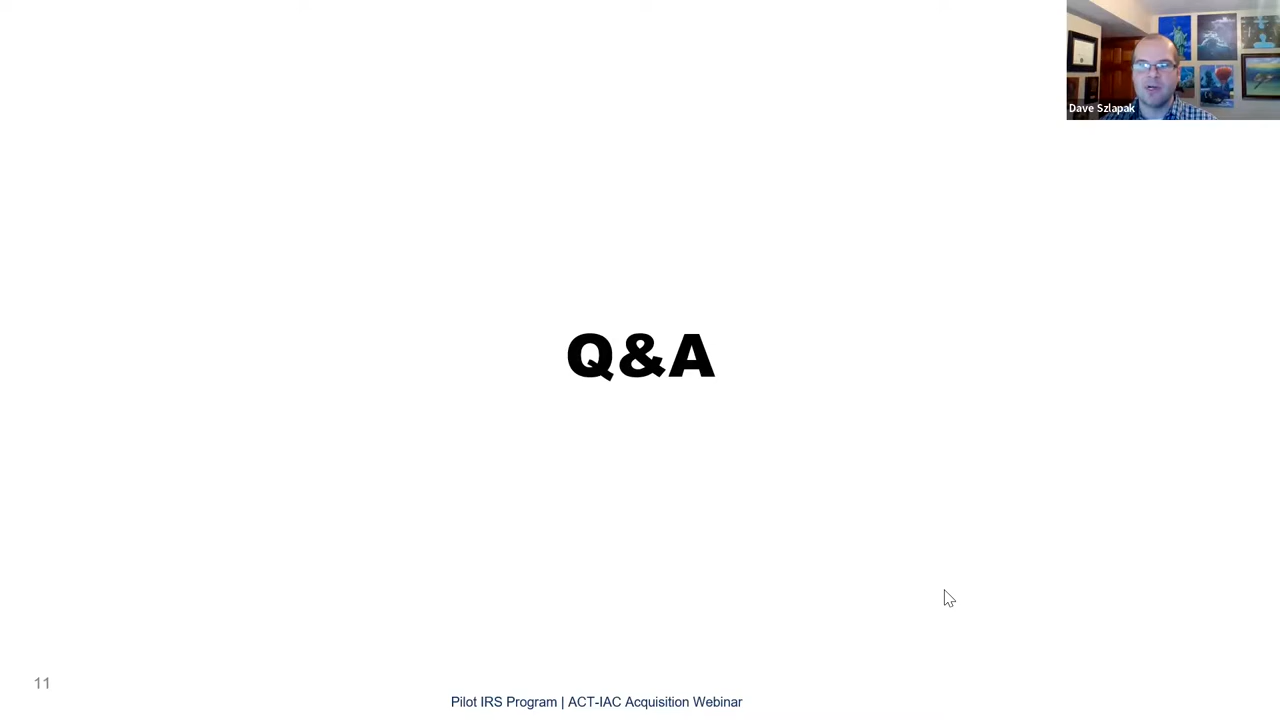 Dave Szlapak
Q&A
11
Pilot IRS Program | ACT-IAC Acquisition Webinar